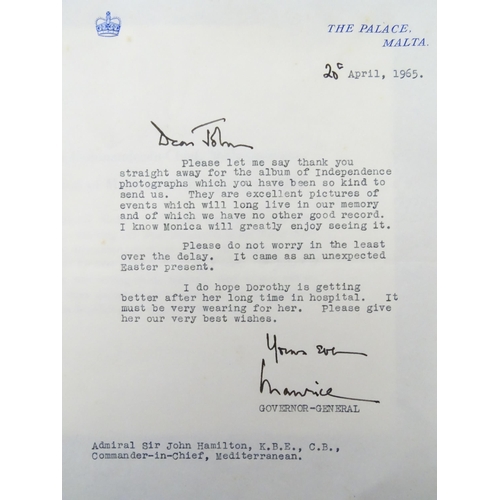 THE PALACE.
MALTA.
20c April, 1965.
Dear John
Please let me say thank you
straight away for the album of Independence
photographs which you have been so kind to
send us. They are excellent pictures of
events which will long live in our memory
and of which we have no other good record.
I know Monica will greatly enjoy seeing it.
Please do not worry in the least
over the delay. It came as an unexpected
Easter present.
I do hope Dorothy is getting
better after her long time in hospital. It
must be very wearing for her. Please give
her our very best wishes.
Yours ever
Maurice
GOVERNOR-GENERAL
Admiral Sir John Hamilton, K.B.E., C.B.,
Commander-in-Chief, Mediterranean.